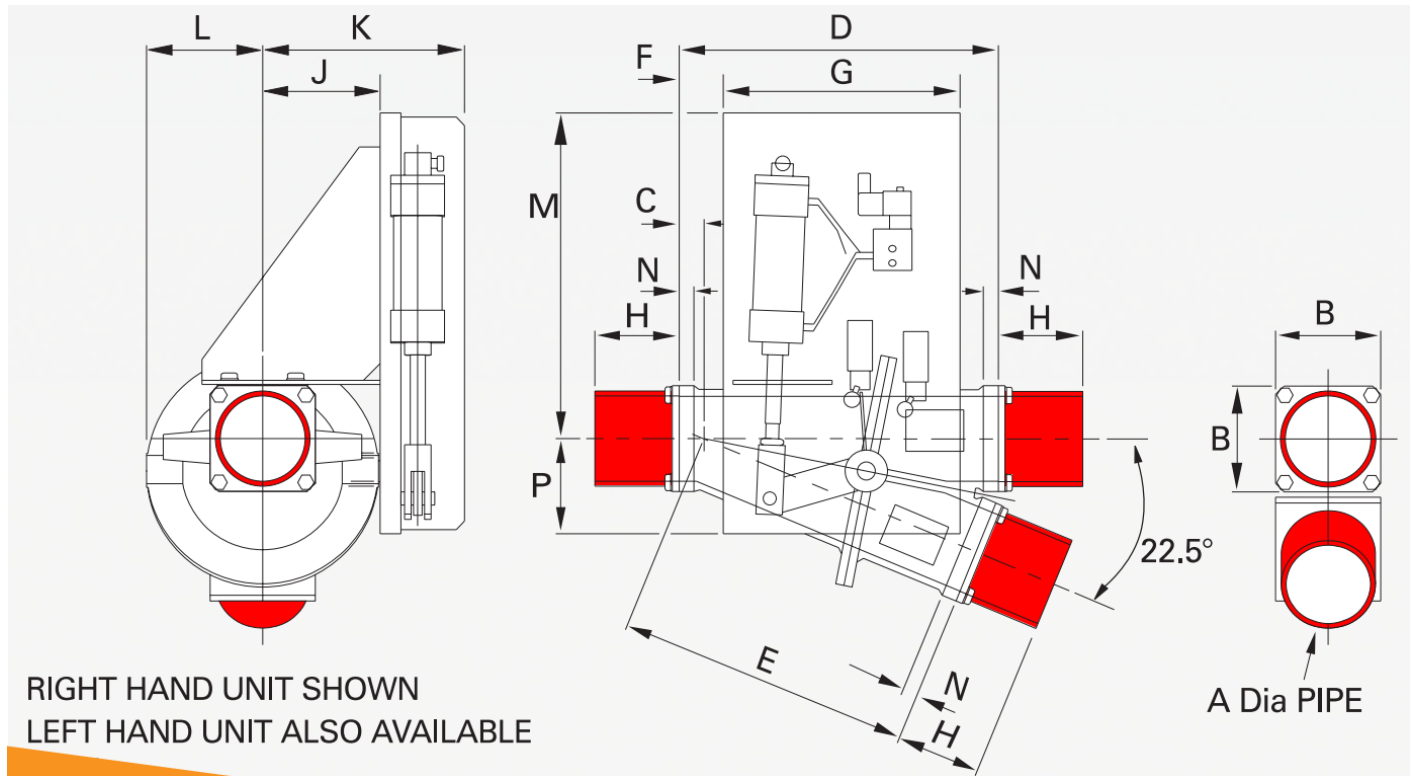 L
K
D
F
J
G
M
C
N
N
H
H
B
B
P
22.5°
E
N
H
A Dia PIPE
RIGHT HAND UNIT SHOWN
LEFT HAND UNIT ALSO AVAILABLE